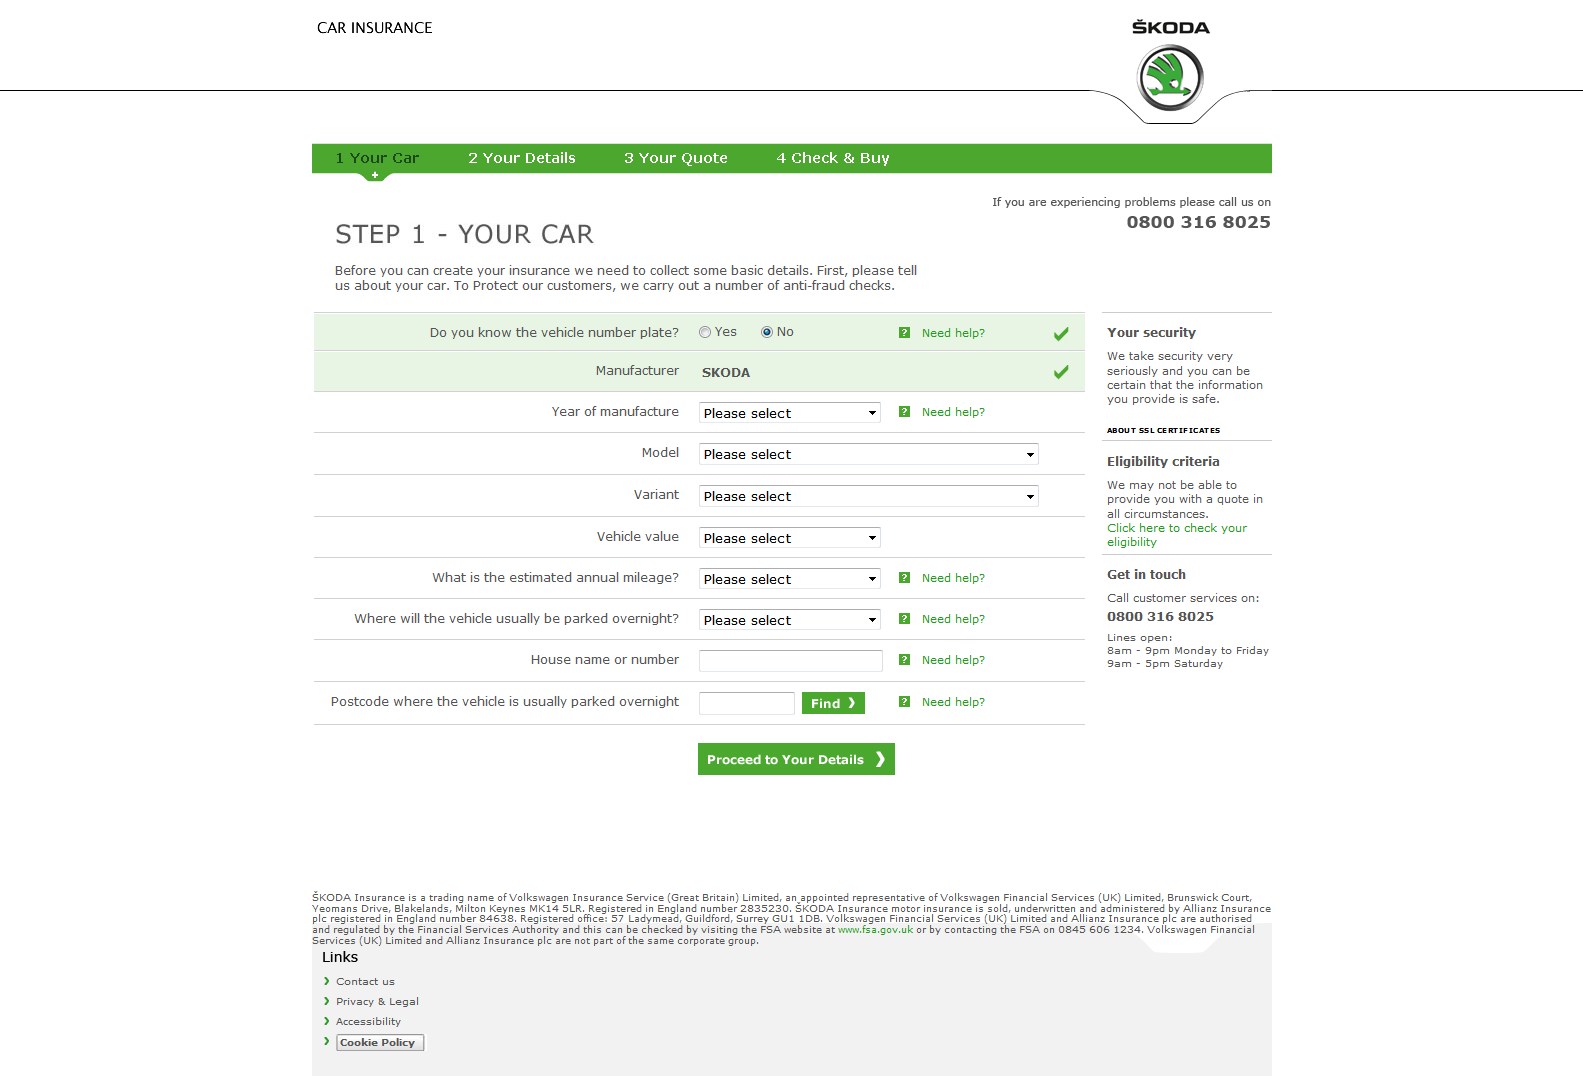 CAR INSURANCE
ŠKODA
1 Your Car 2 Your Details 3 Your Quote 4 Check & Buy
If you are experiencing problems please call us on
0800 316 8025
STEP 1 - YOUR CAR
Before you can create your insurance we need to collect some basic details. First, please tell
us about your car. To Protect our customers, we carry out a number of anti-fraud checks.
Do you know the vehicle number plate? Yes No ? Need help?
Manufacturer SKODA
Year of manufacture Please select ? Need help?
Model Please select
Variant Please select
Vehicle value Please select
What is the estimated annual mileage? Please select ? Need help?
Where will the vehicle usually be parked overnight? Please select ? Need help?
House name or number ? Need help?
Postcode where the vehicle is usually parked overnight Find ? Need help?
Proceed to Your Details
Your security
We take security very
seriously and you can be
certain that the information
you provide is safe.
ABOUT SSL CERTIFICATES
Eligibility criteria
We may not be able to
provide you with a quote in
all circumstances.
Click here to check your
eligibility
Get in touch
Call customer services on:
0800 316 8025
Lines open:
8am - 9pm Monday to Friday
9am - 5pm Saturday
ŠKODA Insurance is a trading name of Volkswagen Insurance Service (Great Britain) Limited, an appointed representative of Volkswagen Financial Services (UK) Limited, Brunswick Court,
Yeomans Drive, Blakelands, Milton Keynes MK14 5LR. Registered in England number 2835230. ŠKODA Insurance motor insurance is sold, underwritten and administered by Allianz Insurance
plc registered in England number 84638. Registered office: 57 Ladymead, Guildford, Surrey GU1 1DB. Volkswagen Financial Services (UK) Limited and Allianz Insurance plc are authorised
and regulated by the Financial Services Authority and this can be checked by visiting the FSA website at www.fsa.gov.uk or by contacting the FSA on 0845 606 1234. Volkswagen Financial
Services (UK) Limited and Allianz Insurance plc are not part of the same corporate group.
Links
Contact us
Privacy & Legal
Accessibility
Cookie Policy